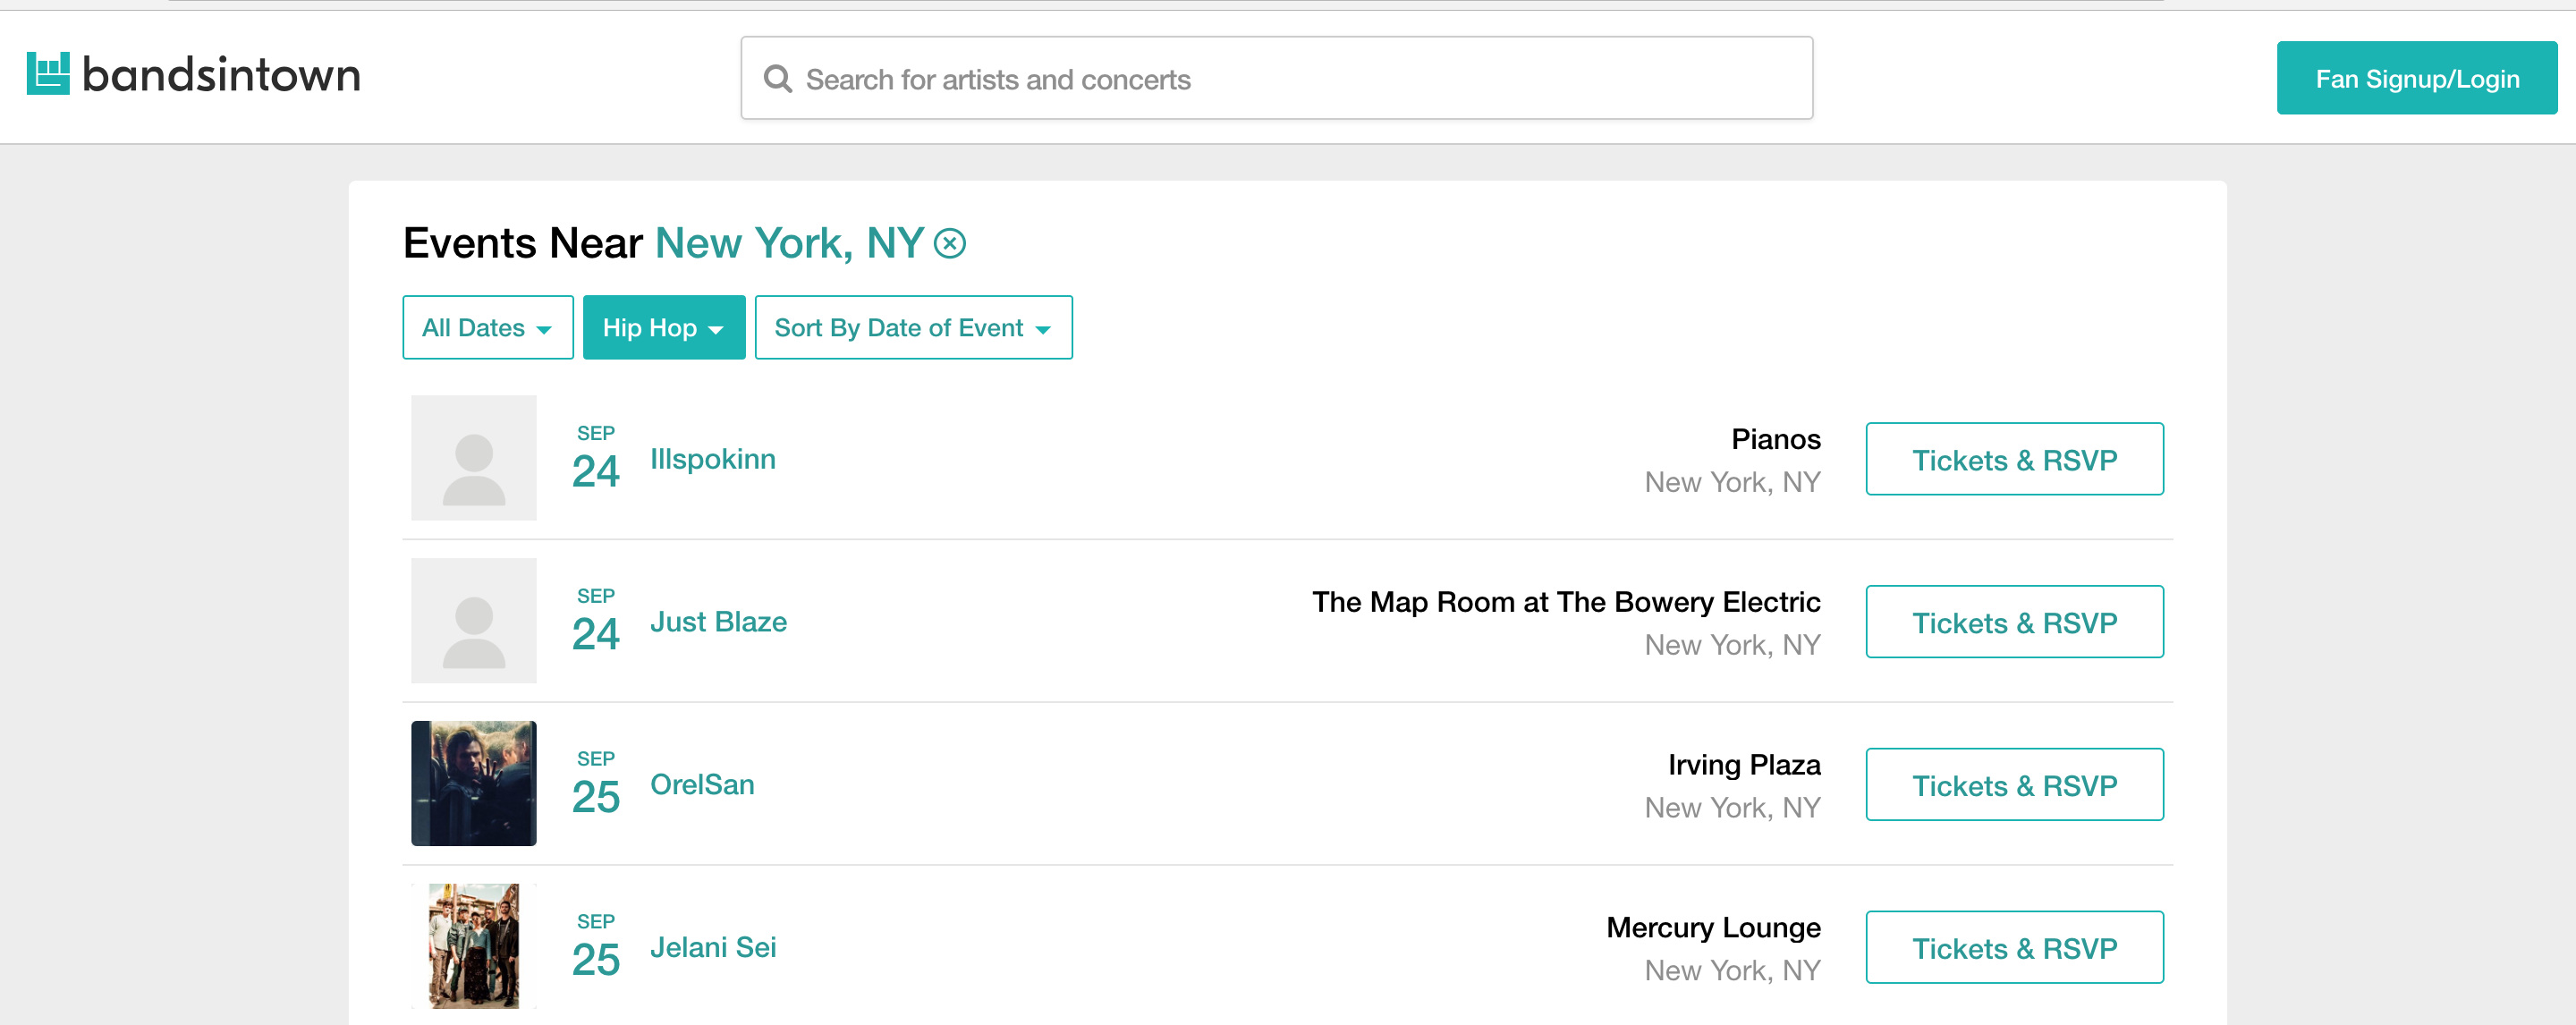 bandsintown
Search for artists and concerts
Fan Signup/Login
Events Near New York, NY
All Dates
Hip Hop
Sort By Date of Event
SEP
24
Illspokinn
Pianos
New York, NY
Tickets & RSVP
SEP
24
Just Blaze
The Map Room at The Bowery Electric
New York, NY
Tickets & RSVP
SEP
25
OrelSan
Irving Plaza
New York, NY
Tickets & RSVP
SEP
25
Jelani Sei
Mercury Lounge
New York, NY
Tickets & RSVP